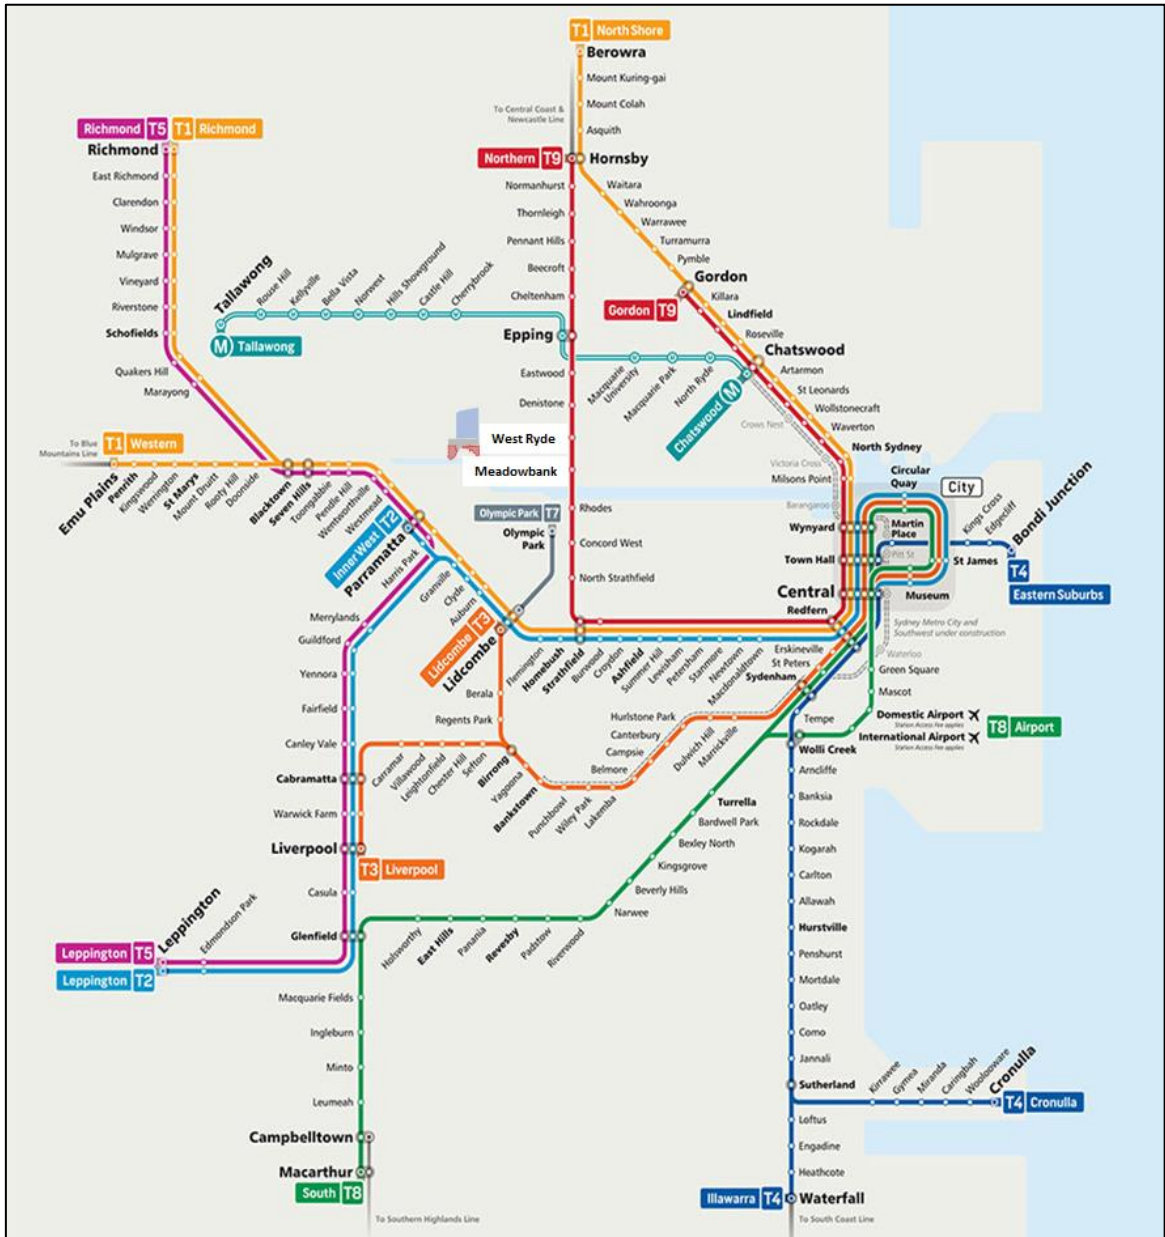 T1 North Shore
Berowra
Mount Kuring-gai
Mount Colah
To Central Coast &
Newcastle Line
Asquith
Richmond T5
T1 Richmond
Richmond
Northern T9
Hornsby
East Richmond
Clarendon
Windsor
Mulgrave
Vineyard
Riverstone
Schofields
Quakers Hill
Marayong
Normanhurst
Thornleigh
Pennant Hills
Beecroft
Cheltenham
Waitara
Wahroonga
Warrawee
Turramurra
Pymble
Gordon
Gordon T9
Killara
Lindfield
Roseville
Chatswood
Tallawong
Rouse Hill
Kellyville
Bella Vista
Norwest
Hills Showground
Castle Hill
Cherrybrook
M Tallawong
Epping
Eastwood
Denistone
West Ryde
Meadowbank
Macquarie
University
Macquarie Park
North Ryde
Chatswood M
Artarmon
St Leonards
Wollstonecraft
Waverton
North Sydney
Crows Nest
Victoria Cross
Milsons Point
Barangaroo
To Blue
Mountains Line
T1 Western
Emu Plains
Penrith
Kingswood
Werrington
St Marys
Mount Druitt
Rooty Hill
Doonside
Blacktown
Seven Hills
Toongabbie
Pendle Hill
Wentworthville
Westmead
Inner West T2
Parramatta
Harris Park
Granville
Clyde
Auburn
Lidcombe T3
Lidcombe
Olympic Park T7
Olympic
Park
Rhodes
Concord West
North Strathfield
Circular
Quay
City
Wynyard
Martin
Place
Town Hall
Pitt St
St James
Central
Museum
Redfern
Kings Cross
Edgecliff
Bondi Junction
T4
Eastern Suburbs
Sydney Metro City and
Southwest under construction
Waterloo
Flemington
Homebush
Strathfield
Burwood
Croydon
Ashfield
Summer Hill
Lewisham
Petersham
Stanmore
Newtown
Macdonaldtown
Erskineville
St Peters
Sydenham
Green Square
Mascot
Domestic Airport
Station Access Fee applies
International Airport
Station Access Fee applies
T8 Airport
Merrylands
Guildford
Yennora
Fairfield
Canley Vale
Cabramatta
Warwick Farm
Liverpool
T3 Liverpool
Casula
Glenfield
Berala
Regents Park
Carramar
Villawood
Leightonfield
Chester Hill
Sefton
Birrong
Yagoona
Bankstown
Punchbowl
Wiley Park
Lakemba
Belmore
Campsie
Canterbury
Hurlstone Park
Dulwich Hill
Marrickville
Tempe
Wolli Creek
Arncliffe
Banksia
Rockdale
Kogarah
Carlton
Allawah
Hurstville
Penshurst
Mortdale
Oatley
Como
Jannali
Sutherland
Loftus
Engadine
Heathcote
Illawarra T4
Waterfall
To South Coast Line
Kirrawee
Gymea
Miranda
Caringbah
Woolooware
Cronulla
T4 Cronulla
Turrella
Bardwell Park
Bexley North
Kingsgrove
Beverly Hills
Narwee
Riverwood
Padstow
Revesby
Panania
East Hills
Holsworthy
Leppington
Edmondson Park
Leppington T5
Leppington T2
Macquarie Fields
Ingleburn
Minto
Leumeah
Campbelltown
Macarthur
South T8
To Southern Highlands Line